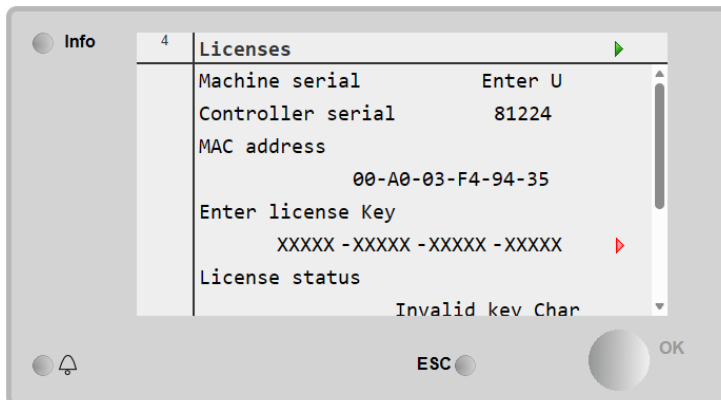 Info
4
Licenses
Machine serial Enter U
Controller serial 81224
MAC address
00-A0-03-F4-94-35
Enter license Key
XXXXX -XXXXX -XXXXX -XXXXX
License status
Invalid key Char
OK
ESC